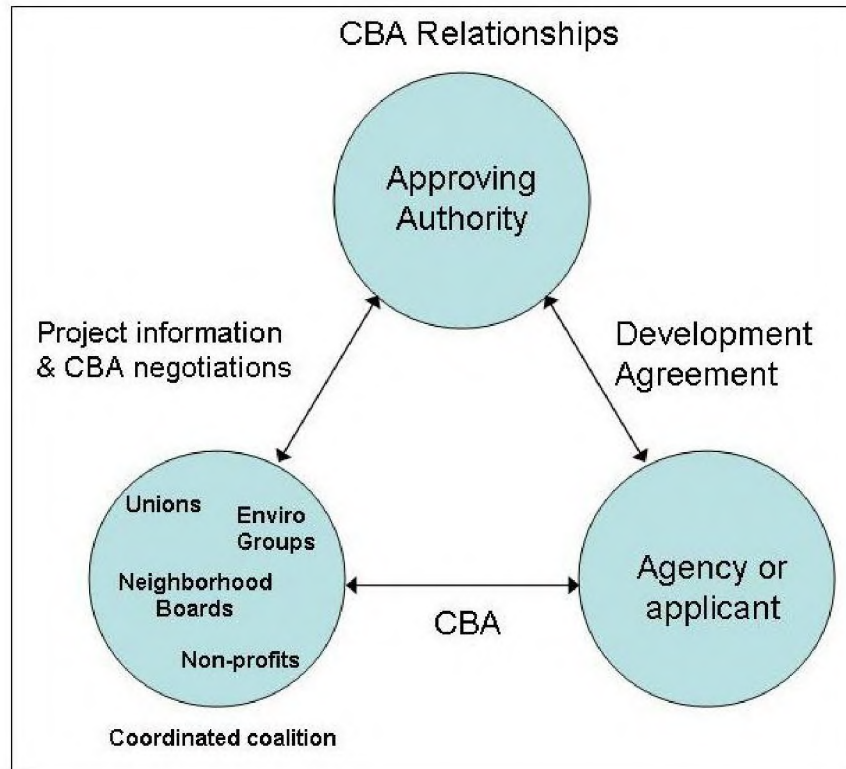 CBA Relationships
Approving
Authority
Project information
& CBA negotiations
Development
Agreement
Unions
Enviro
Groups
Neighborhood
Boards
Non-profits
Agency or
applicant
CBA
Coordinated coalition